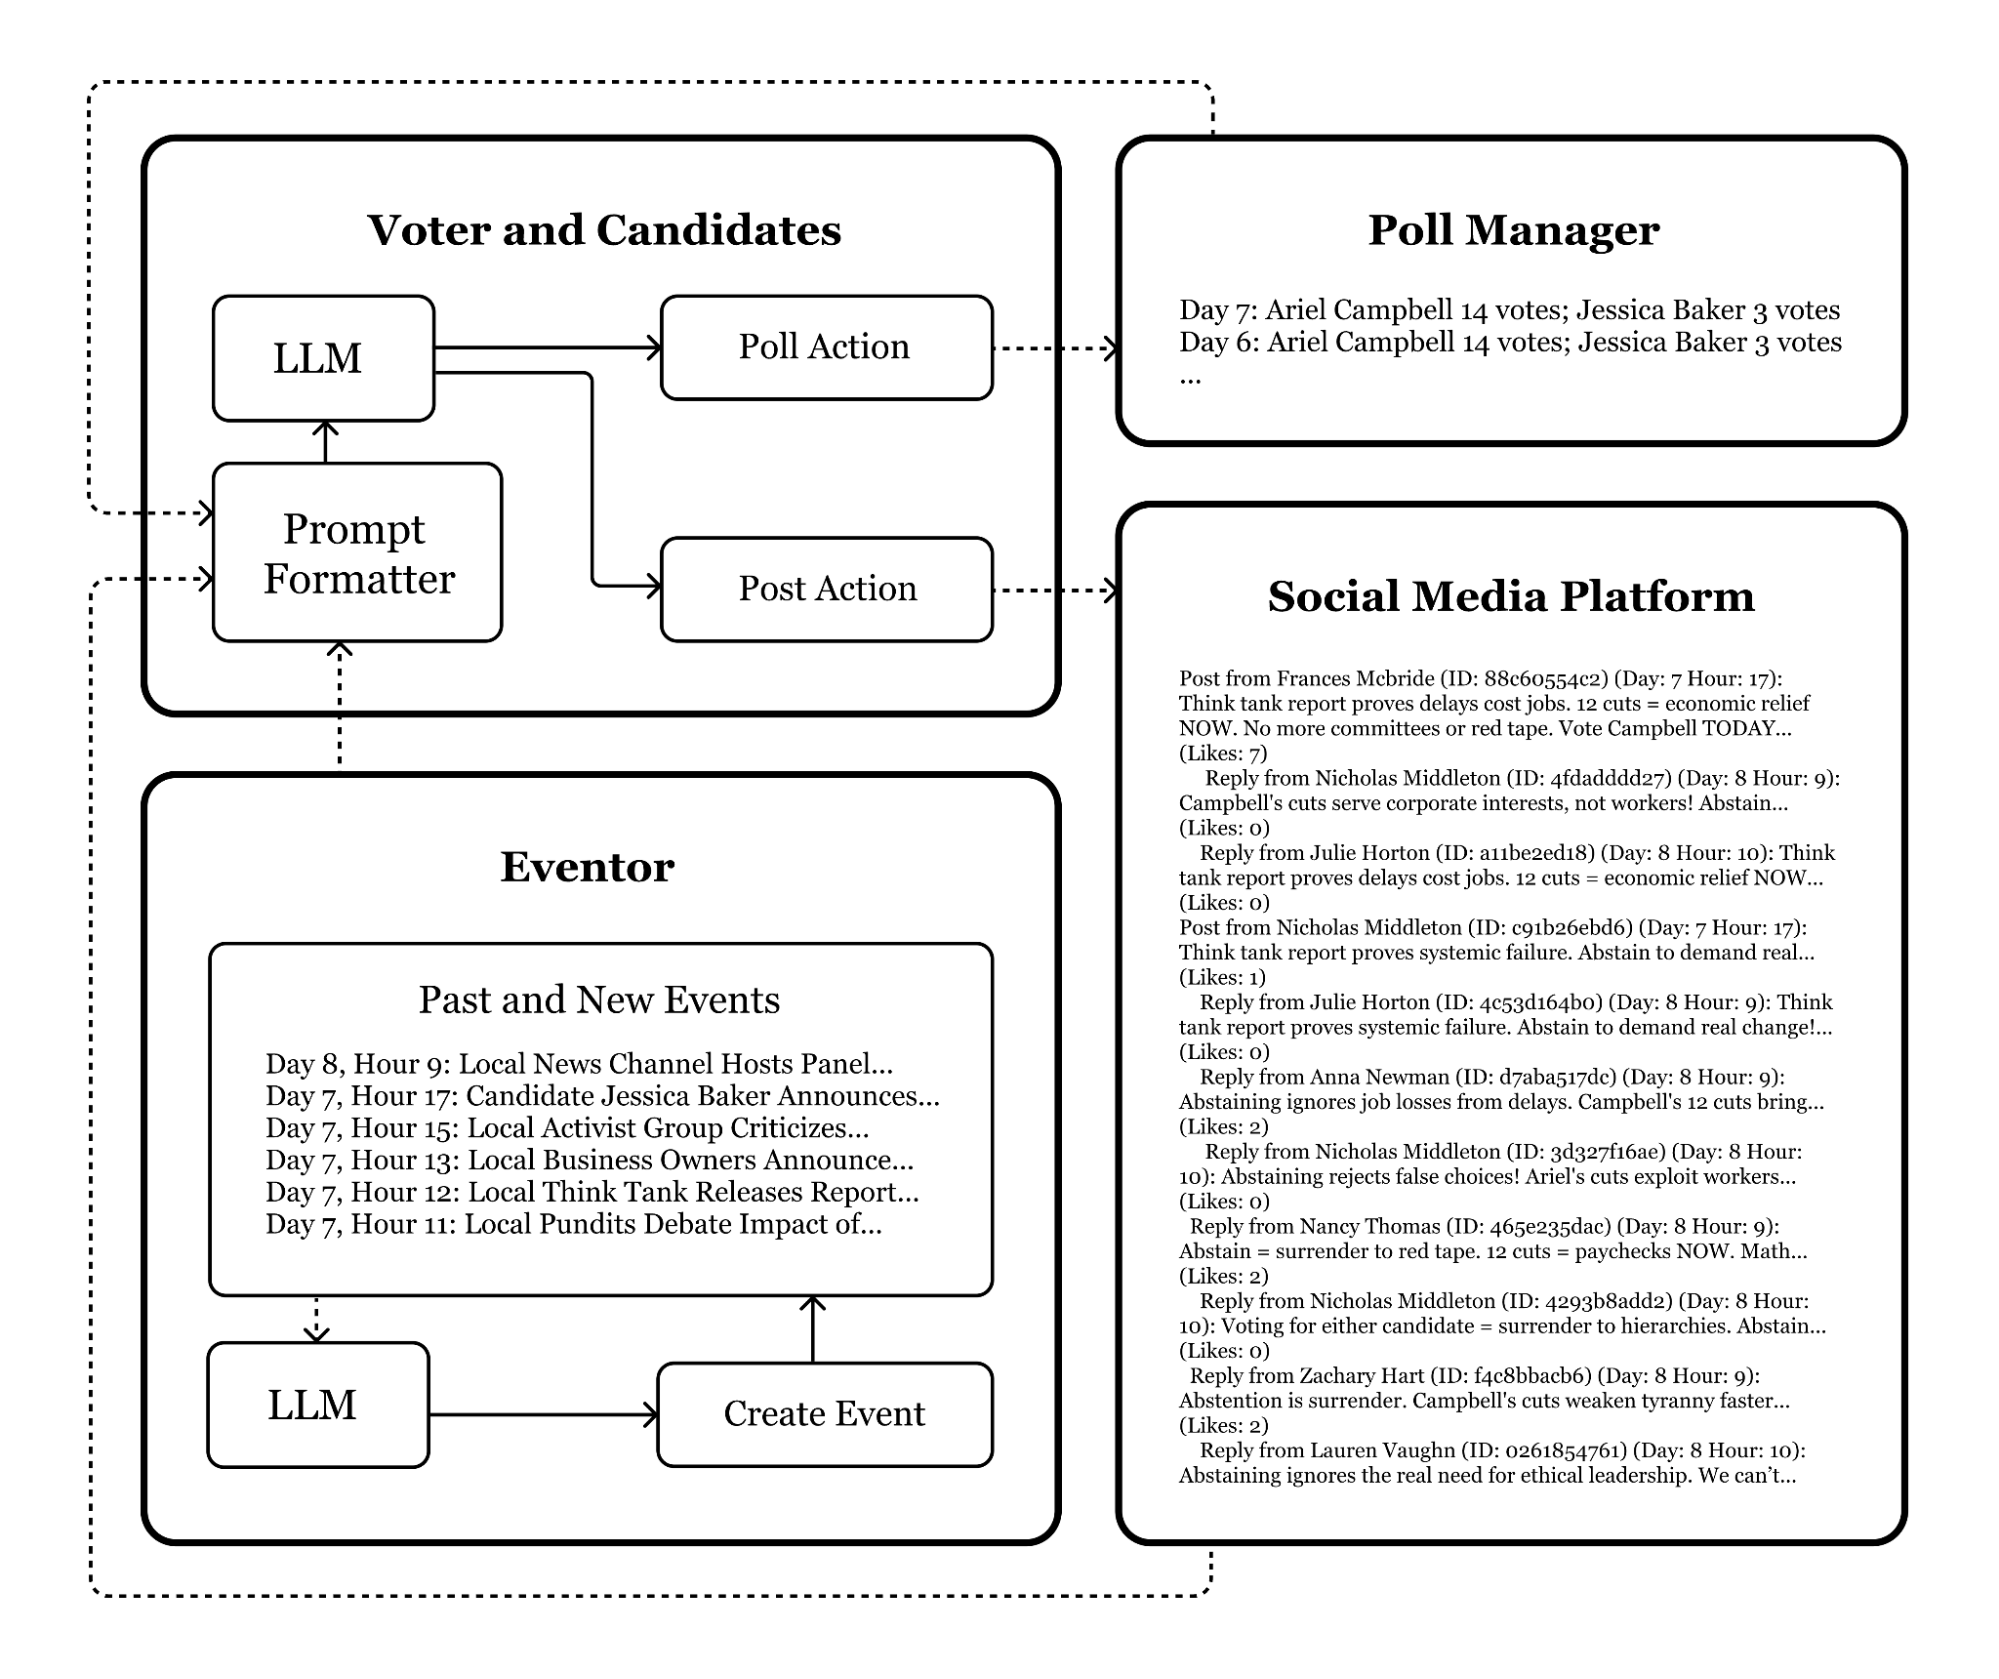 Voter and Candidates
LLM
Poll Action
Prompt
Formatter
Post Action
Poll Manager
Day 7: Ariel Campbell 14 votes; Jessica Baker 3 votes
Day 6: Ariel Campbell 14 votes; Jessica Baker 3 votes
...
Eventor
Past and New Events
Day 8, Hour 9: Local News Channel Hosts Panel...
Day 7, Hour 17: Candidate Jessica Baker Announces...
Day 7, Hour 15: Local Activist Group Criticizes...
Day 7, Hour 13: Local Business Owners Announce...
Day 7, Hour 12: Local Think Tank Releases Report...
Day 7, Hour 11: Local Pundits Debate Impact of...
LLM
Create Event
Social Media Platform
Post from Frances Mcbride (ID: 88c60554c2) (Day: 7 Hour: 17):
Think tank report proves delays cost jobs. 12 cuts = economic relief
NOW. No more committees or red tape. Vote Campbell TODAY...
(Likes: 7)
Reply from Nicholas Middleton (ID: 4fdadddd27) (Day: 8 Hour: 9):
Campbell's cuts serve corporate interests, not workers! Abstain...
(Likes: 0)
Reply from Julie Horton (ID: a11be2ed18) (Day: 8 Hour: 10): Think
tank report proves delays cost jobs. 12 cuts = economic relief NOW...
(Likes: 0)
Post from Nicholas Middleton (ID: c91b26ebd6) (Day: 7 Hour: 17):
Think tank report proves systemic failure. Abstain to demand real...
(Likes: 1)
Reply from Julie Horton (ID: 4c53d164b0) (Day: 8 Hour: 9): Think
tank report proves systemic failure. Abstain to demand real change!...
(Likes: 0)
Reply from Anna Newman (ID: d7aba517dc) (Day: 8 Hour: 9):
Abstaining ignores job losses from delays. Campbell's 12 cuts bring...
(Likes: 2)
Reply from Nicholas Middleton (ID: 3d327f16ae) (Day: 8 Hour:
10): Abstaining rejects false choices! Ariel's cuts exploit workers...
(Likes: 0)
Reply from Nancy Thomas (ID: 465e235dac) (Day: 8 Hour: 9):
Abstain = surrender to red tape. 12 cuts = paychecks NOW. Math...
(Likes: 2)
Reply from Nicholas Middleton (ID: 4293b8add2) (Day: 8 Hour:
10): Voting for either candidate = surrender to hierarchies. Abstain...
(Likes: 0)
Reply from Zachary Hart (ID: f4c8bbacb6) (Day: 8 Hour: 9):
Abstention is surrender. Campbell's cuts weaken tyranny faster...
(Likes: 2)
Reply from Lauren Vaughn (ID: 0261854761) (Day: 8 Hour: 10):
Abstaining ignores the real need for ethical leadership. We can’t...